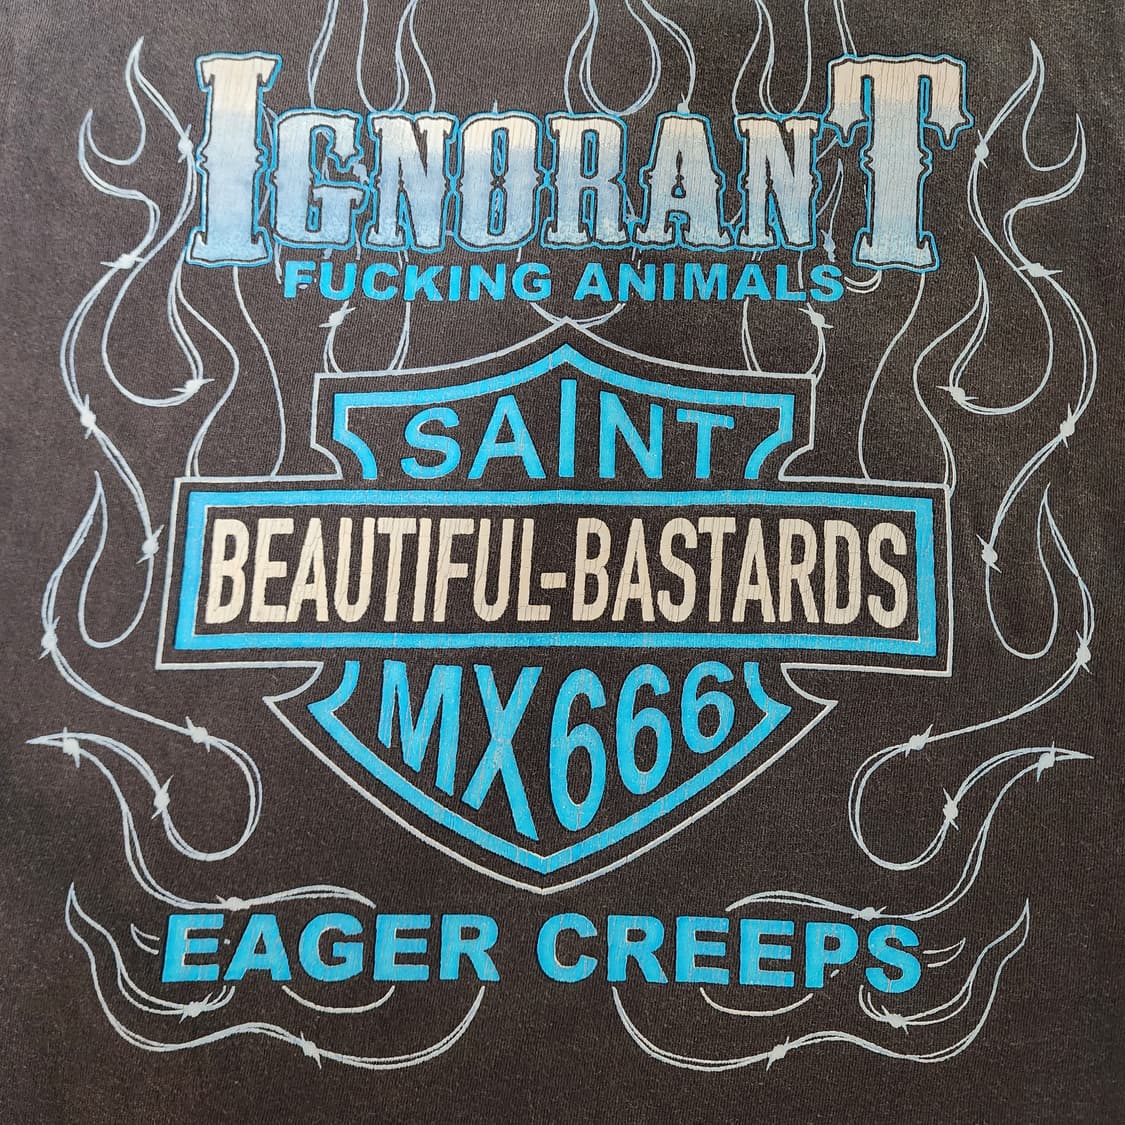 IGNORANT
FUCKING ANIMALS
SAINT
BEAUTIFUL-BASTARDS
MX666
EAGER CREEPS